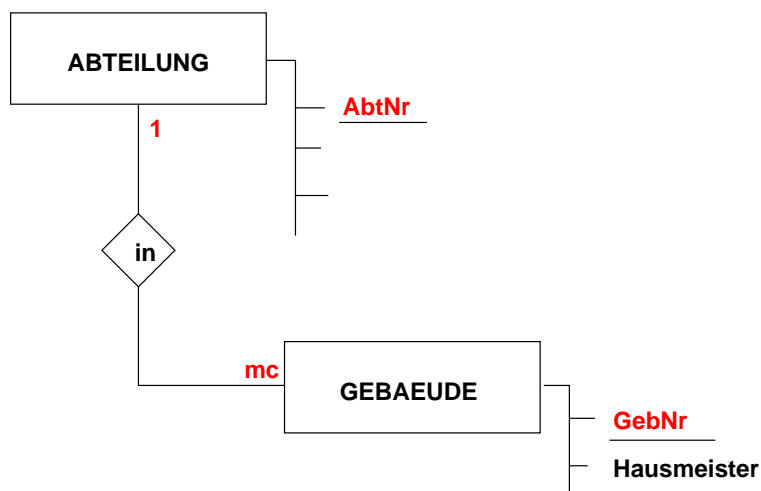 ABTEILUNG
AbtNr
1
in
mc
GEBAEUDE
GebNr
Hausmeister